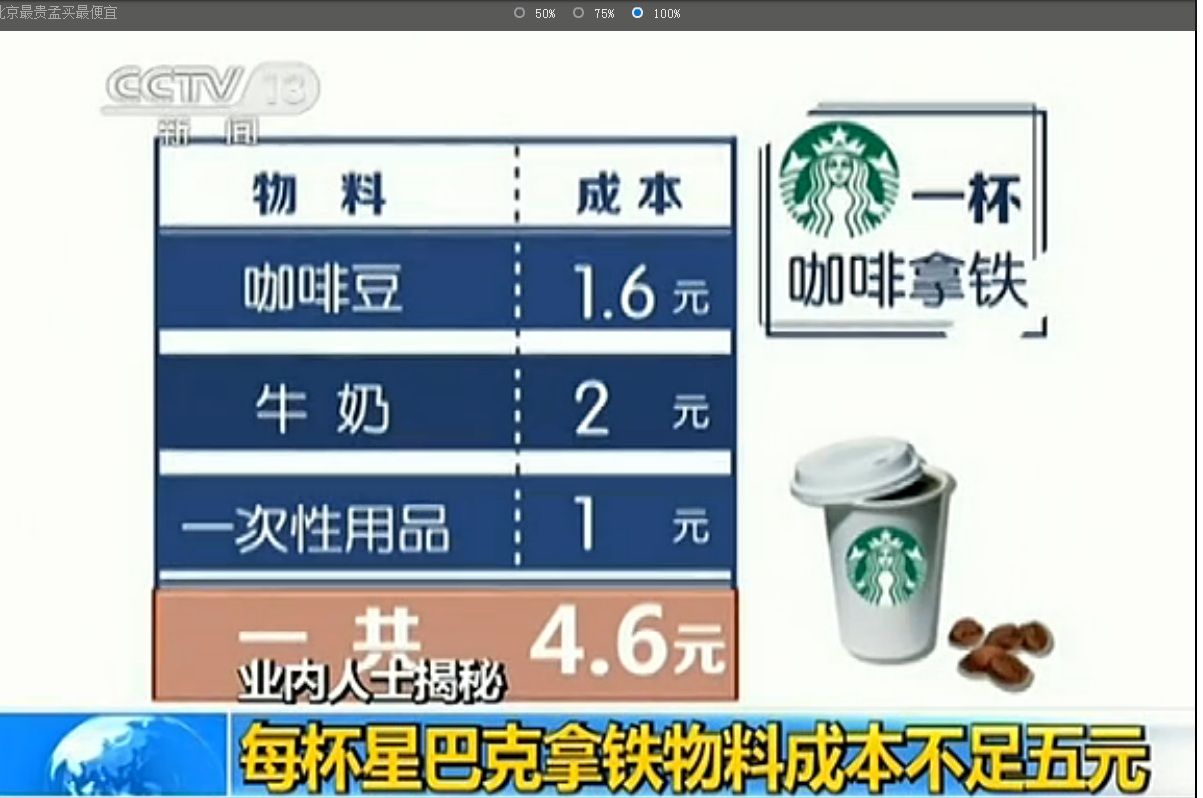 北京最贵孟买最便宜
50% 75% 100%
CCTV 13
新闻
物料 成本
一杯
咖啡拿铁
咖啡豆 1.6 元
牛奶 2 元
一次性用品 1 元
一共 4.6元
业内人士揭秘
每杯星巴克拿铁物料成本不足五元